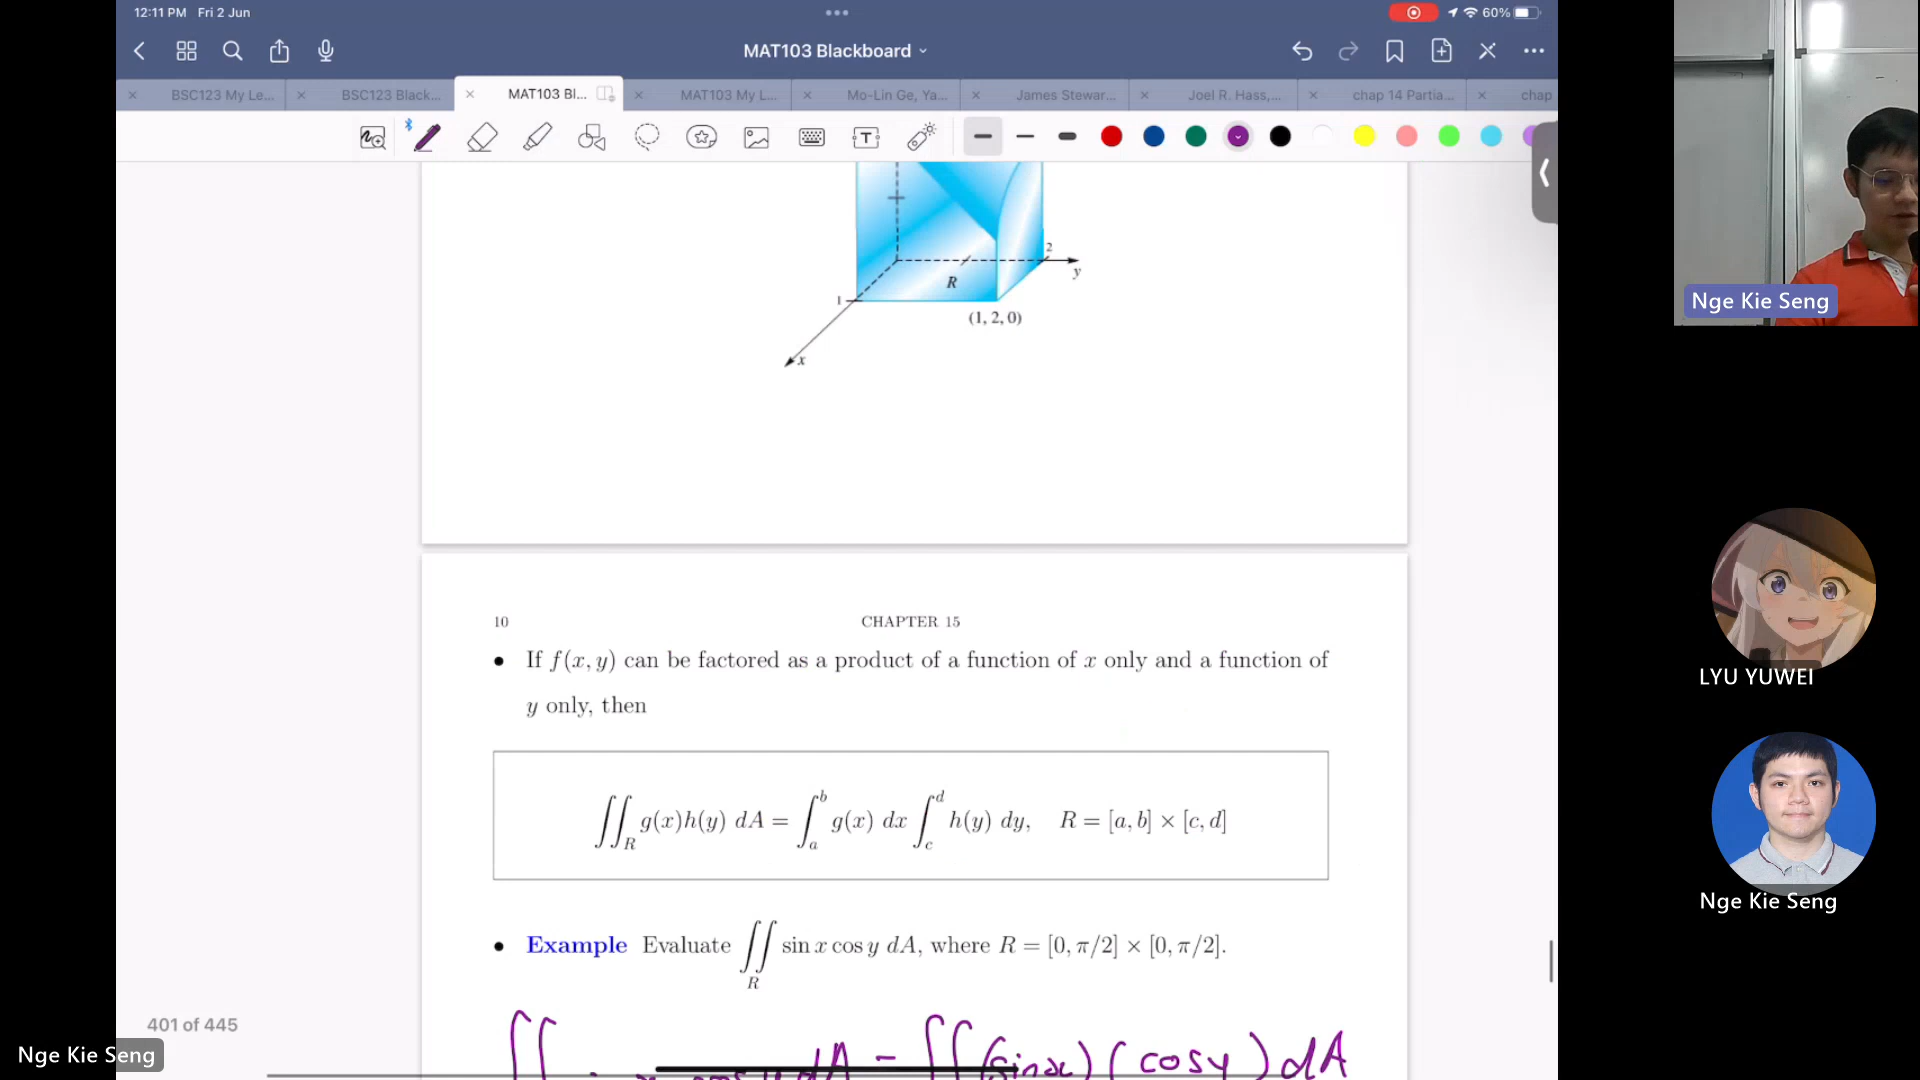 12:11 PM Fri 2 Jun
60%
MAT103 Blackboard
BSC123 My Le...
BSC123 Black...
MAT103 Bl...
MAT103 My L...
Mo-Lin Ge, Ya...
James Stewar...
Joel R. Hass,...
chap 14 Partia...
chap
2
y
R
1
(1, 2, 0)
x
10 CHAPTER 15
• If f(x, y) can be factored as a product of a function of x only and a function of
y only, then
∬_R g(x)h(y) dA = ∫_a^b g(x) dx ∫_c^d h(y) dy, R = [a, b] × [c, d]
• Example Evaluate ∬_R sin x cos y dA, where R = [0, π/2] × [0, π/2].
dA = ∬ (sinx) (cosy) dA
401 of 445
Nge Kie Seng
Nge Kie Seng
LYU YUWEI
Nge Kie Seng